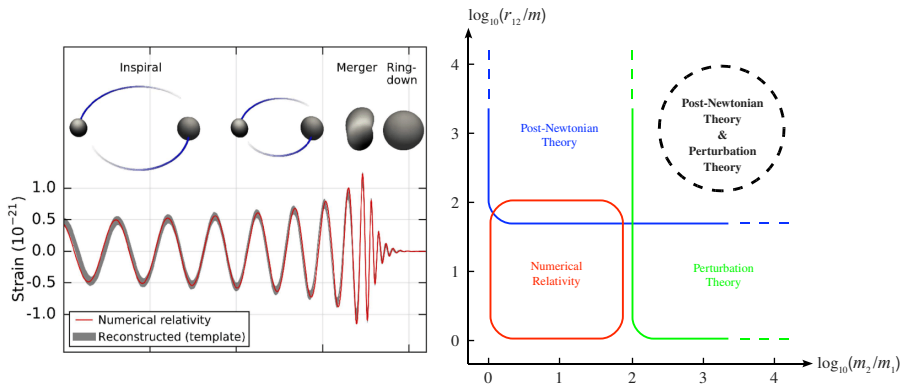 Inspiral
Merger
Ring-
down
Strain (10⁻²¹)
1.0
0.5
0.0
-0.5
-1.0
Numerical relativity
Reconstructed (template)
log₁₀(r₁₂/m)
4
3
2
1
0
Post-Newtonian
Theory
Post-Newtonian
Theory
&
Perturbation
Theory
Numerical
Relativity
Perturbation
Theory
0
1
2
3
4
log₁₀(m₂/m₁)